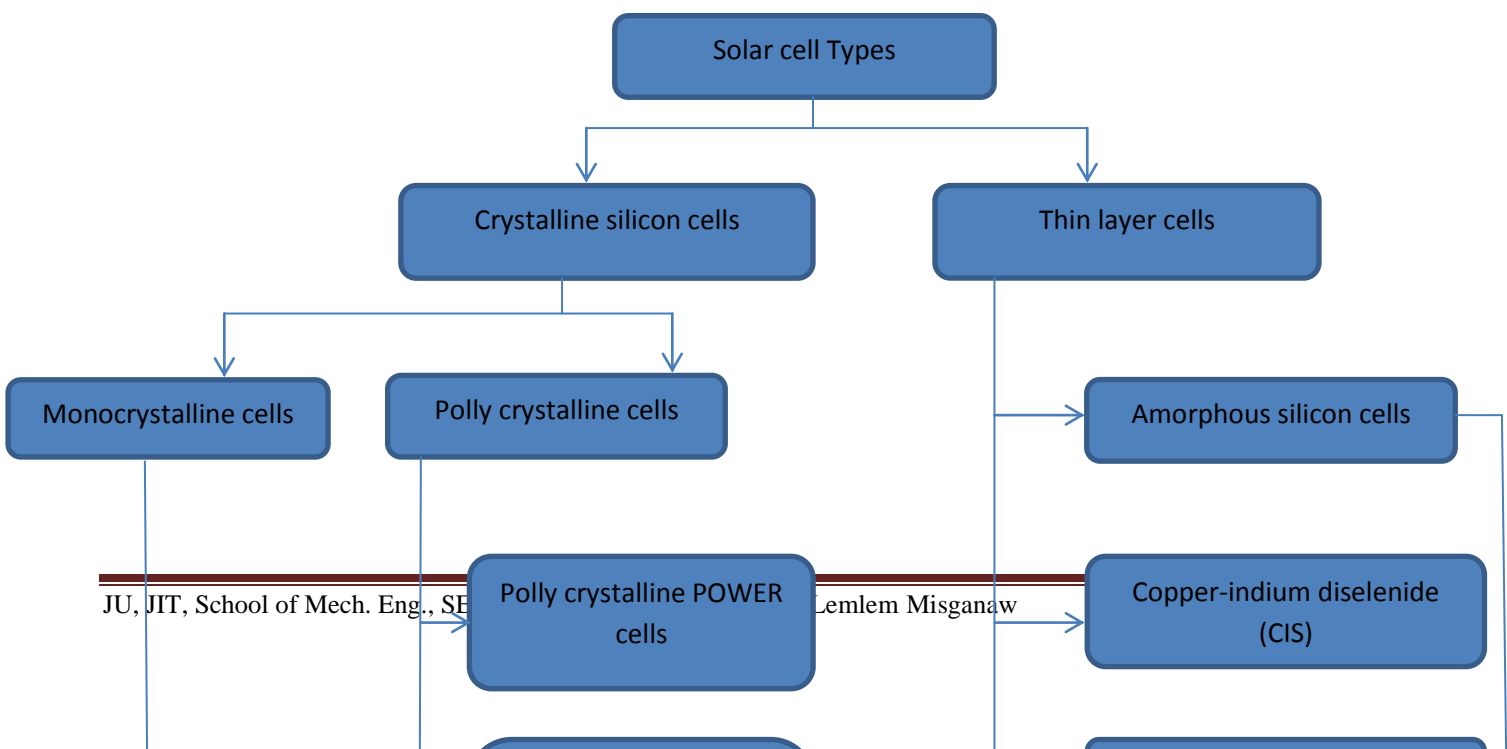 Solar cell Types
Crystalline silicon cells
Thin layer cells
Monocrystalline cells
Polly crystalline cells
Amorphous silicon cells
Polly crystalline POWER
cells
Copper-indium diselenide
(CIS)
JU, JIT, School of Mech. Eng., SE
Lemlem Misganaw